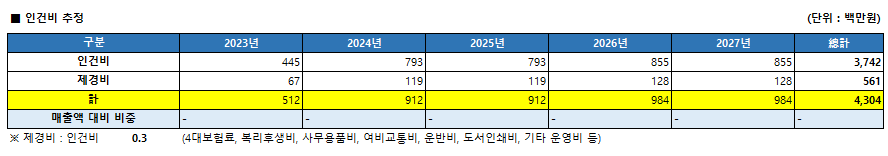 ■ 인건비 추정 (단위 : 백만원)
구분 2023년 2024년 2025년 2026년 2027년 總計
인건비 445 793 793 855 855 3,742
제경비 67 119 119 128 128 561
計 512 912 912 984 984 4,304
매출액 대비 비중 - - - - - -
※ 제경비 : 인건비 0.3 (4대보험료, 복리후생비, 사무용품비, 여비교통비, 운반비, 도서인쇄비, 기타 운영비 등)